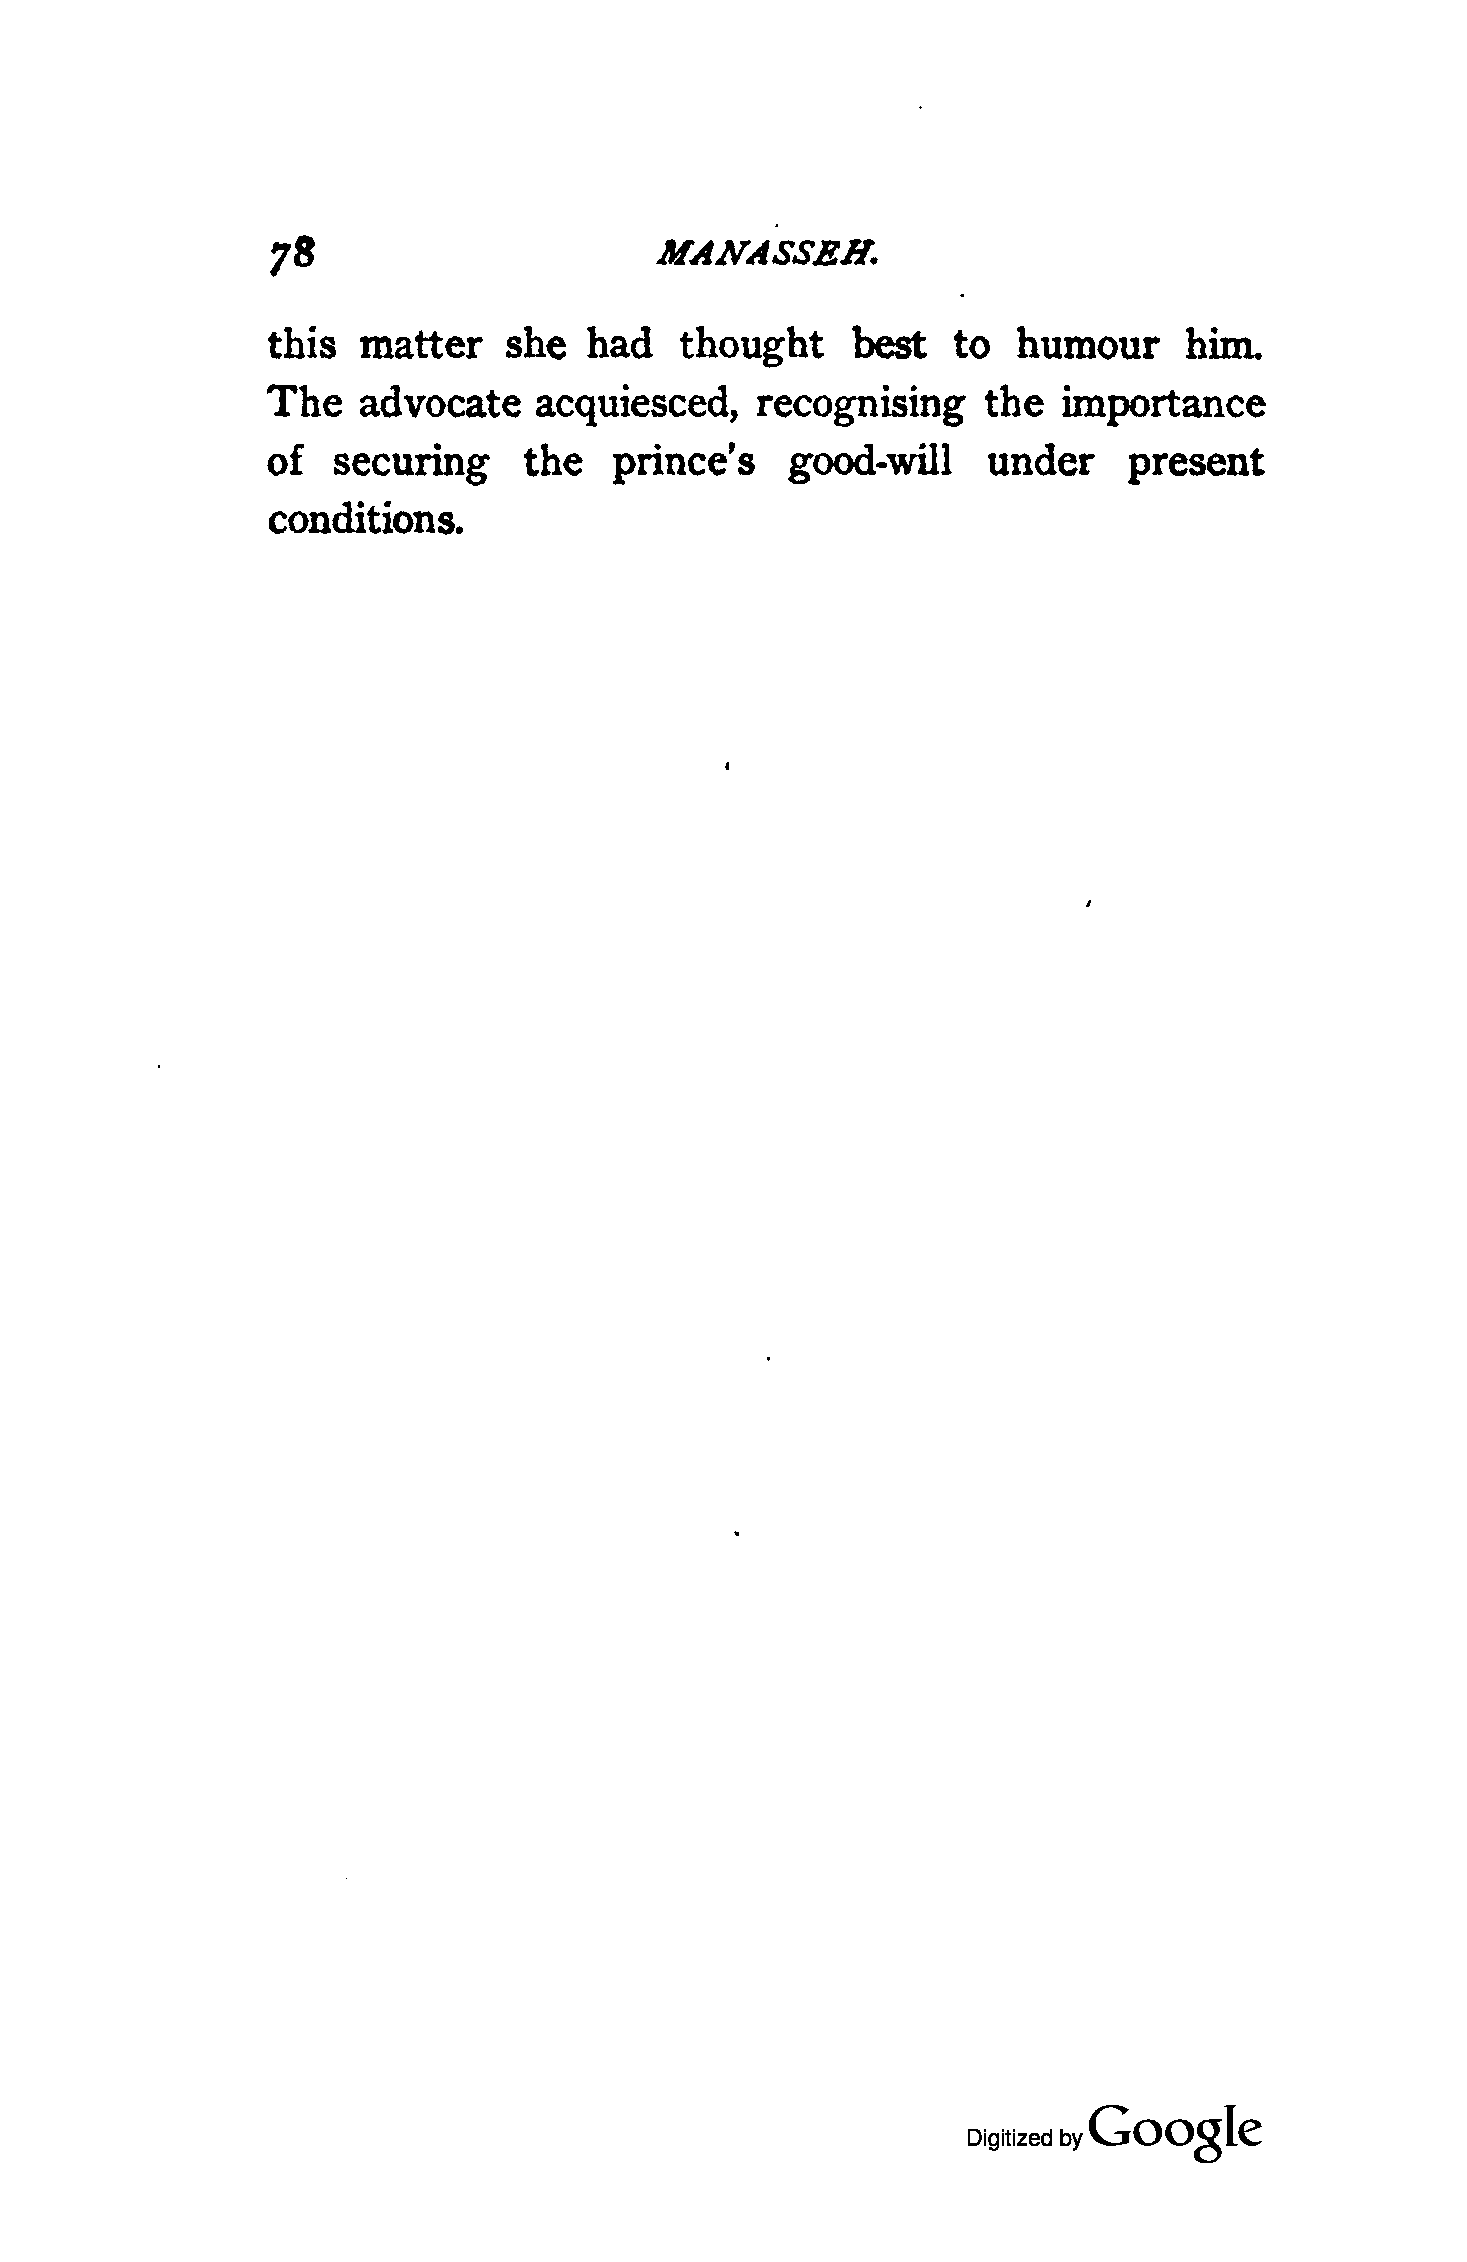 78 MANASSEH.
this matter she had thought best to humour him.
The advocate acquiesced, recognising the importance
of securing the prince's good-will under present
conditions.
Digitized by Google